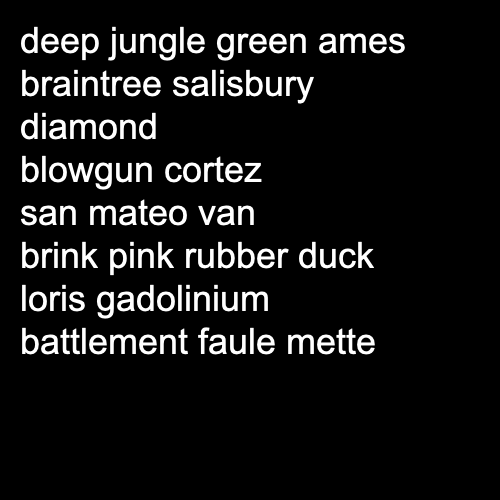 deep jungle green ames
braintree salisbury
diamond
blowgun cortez
san mateo van
brink pink rubber duck
loris gadolinium
battlement faule mette